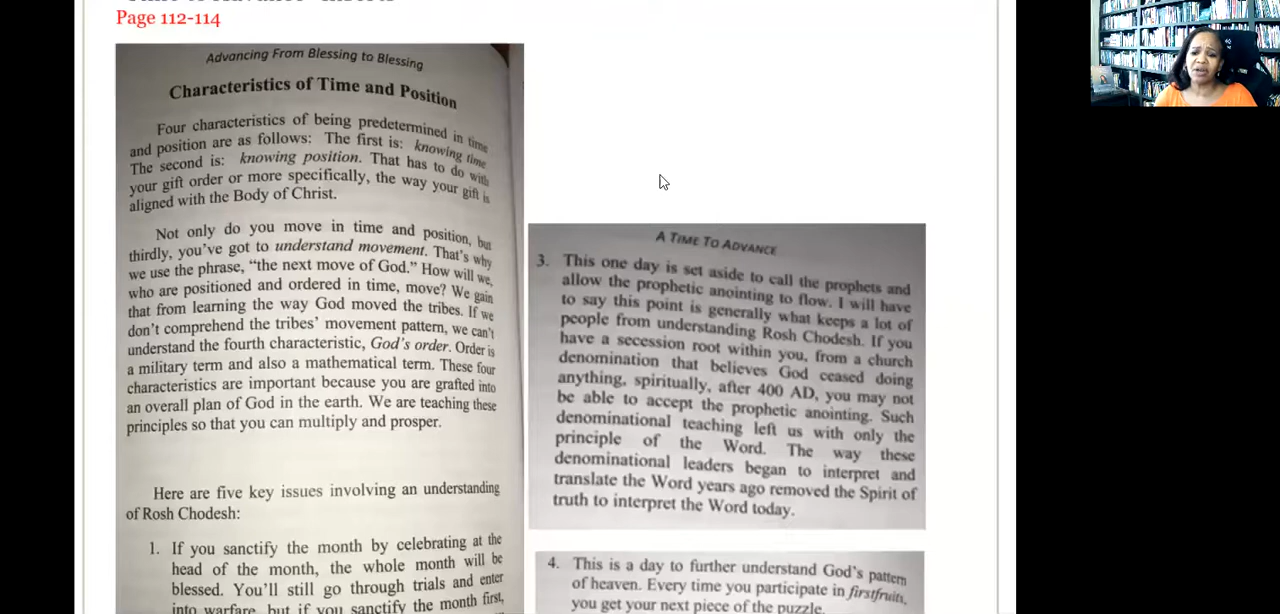 Page 112-114
Advancing From Blessing to Blessing
Characteristics of Time and Position
Four characteristics of being predetermined in time
and position are as follows: The first is: knowing time
The second is: knowing position. That has to do with
your gift order or more specifically, the way your gift is
aligned with the Body of Christ.
Not only do you move in time and position, but
thirdly, you've got to understand movement. That's why
we use the phrase, “the next move of God.” How will we,
who are positioned and ordered in time, move? We gain
that from learning the way God moved the tribes. If we
don't comprehend the tribes' movement pattern, we can't
understand the fourth characteristic, God's order. Order is
a military term and also a mathematical term. These four
characteristics are important because you are grafted into
an overall plan of God in the earth. We are teaching these
principles so that you can multiply and prosper.
Here are five key issues involving an understanding
of Rosh Chodesh:
1. If you sanctify the month by celebrating at the
head of the month, the whole month will be
blessed. You'll still go through trials and enter
into warfare, but if you sanctify the month first,
A TIME TO ADVANCE
3. This one day is set aside to call the prophets and
allow the prophetic anointing to flow. I will have
to say this point is generally what keeps a lot of
people from understanding Rosh Chodesh. If you
have a secession root within you, from a church
denomination that believes God ceased doing
anything, spiritually, after 400 AD, you may not
be able to accept the prophetic anointing. Such
denominational teaching left us with only the
principle of the Word. The way these
denominational leaders began to interpret and
translate the Word years ago removed the Spirit of
truth to interpret the Word today.
4. This is a day to further understand God's pattern
of heaven. Every time you participate in firstfruits,
you get your next piece of the puzzle.